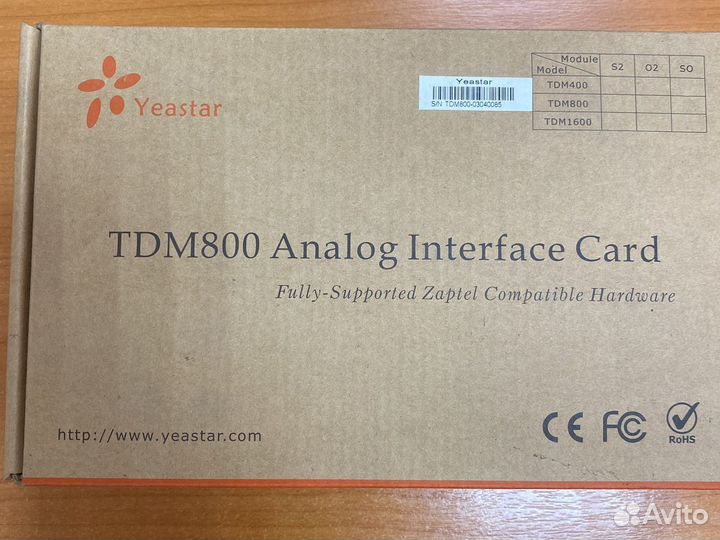 Yeastar
Yeastar
S/N TDM800-03040085
Module S2 O2 SO
Model
TDM400
TDM800
TDM1600
TDM800 Analog Interface Card
Fully-Supported Zaptel Compatible Hardware
http://www.yeastar.com
CE FC RoHS
Avito